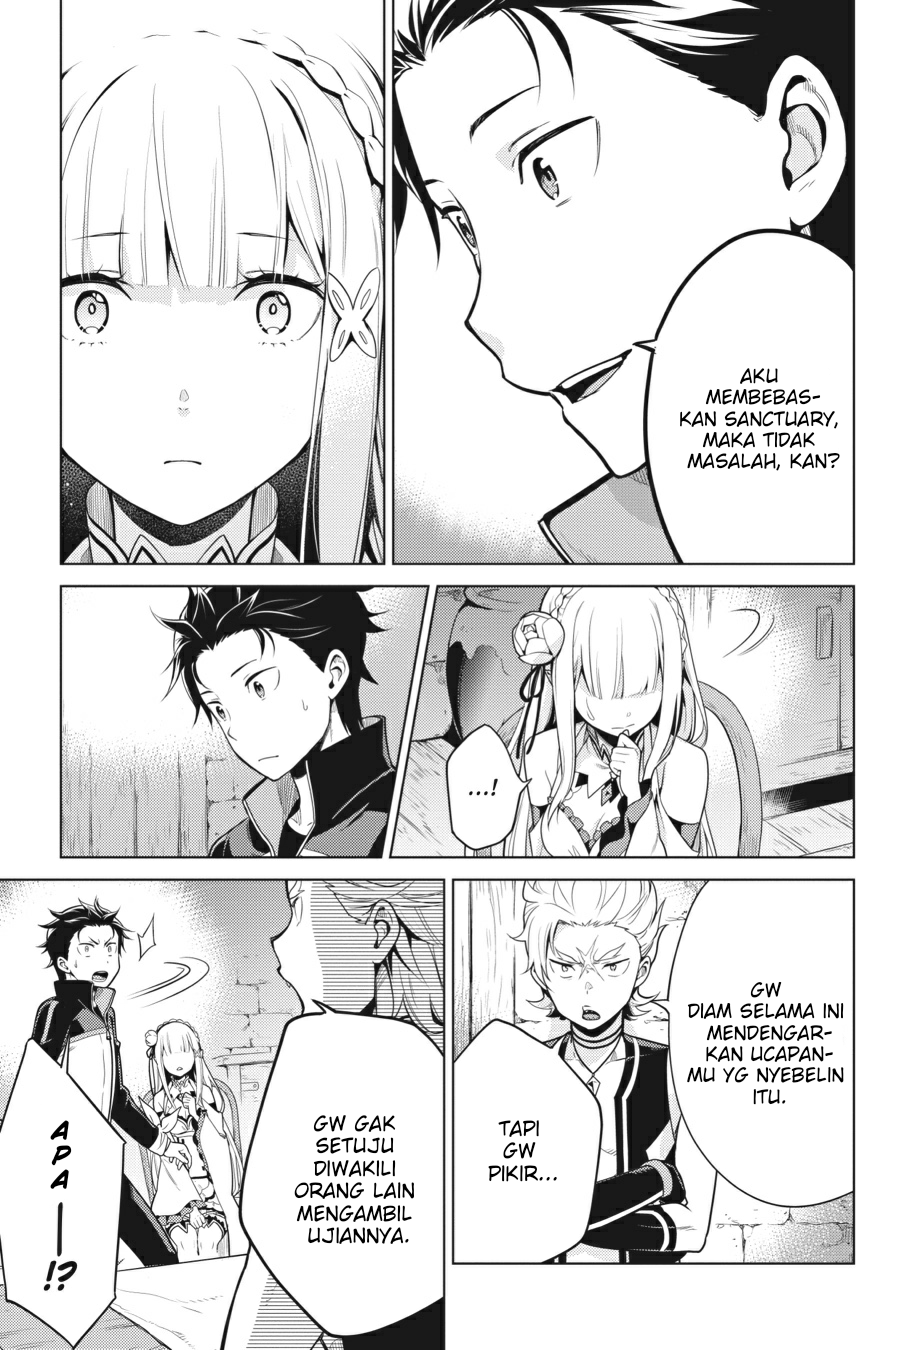 AKU
MEMBEBAS-
KAN SANCTUARY,
MAKA TIDAK
MASALAH, KAN?
...!
GW
DIAM SELAMA INI
MENDENGAR-
KAN UCAPAN-
MU YG NYEBELIN
ITU.
TAPI
GW
PIKIR...
GW GAK
SETUJU
DIWAKILI
ORANG LAIN
MENGAMBIL
UJIANNYA.
APA—!?